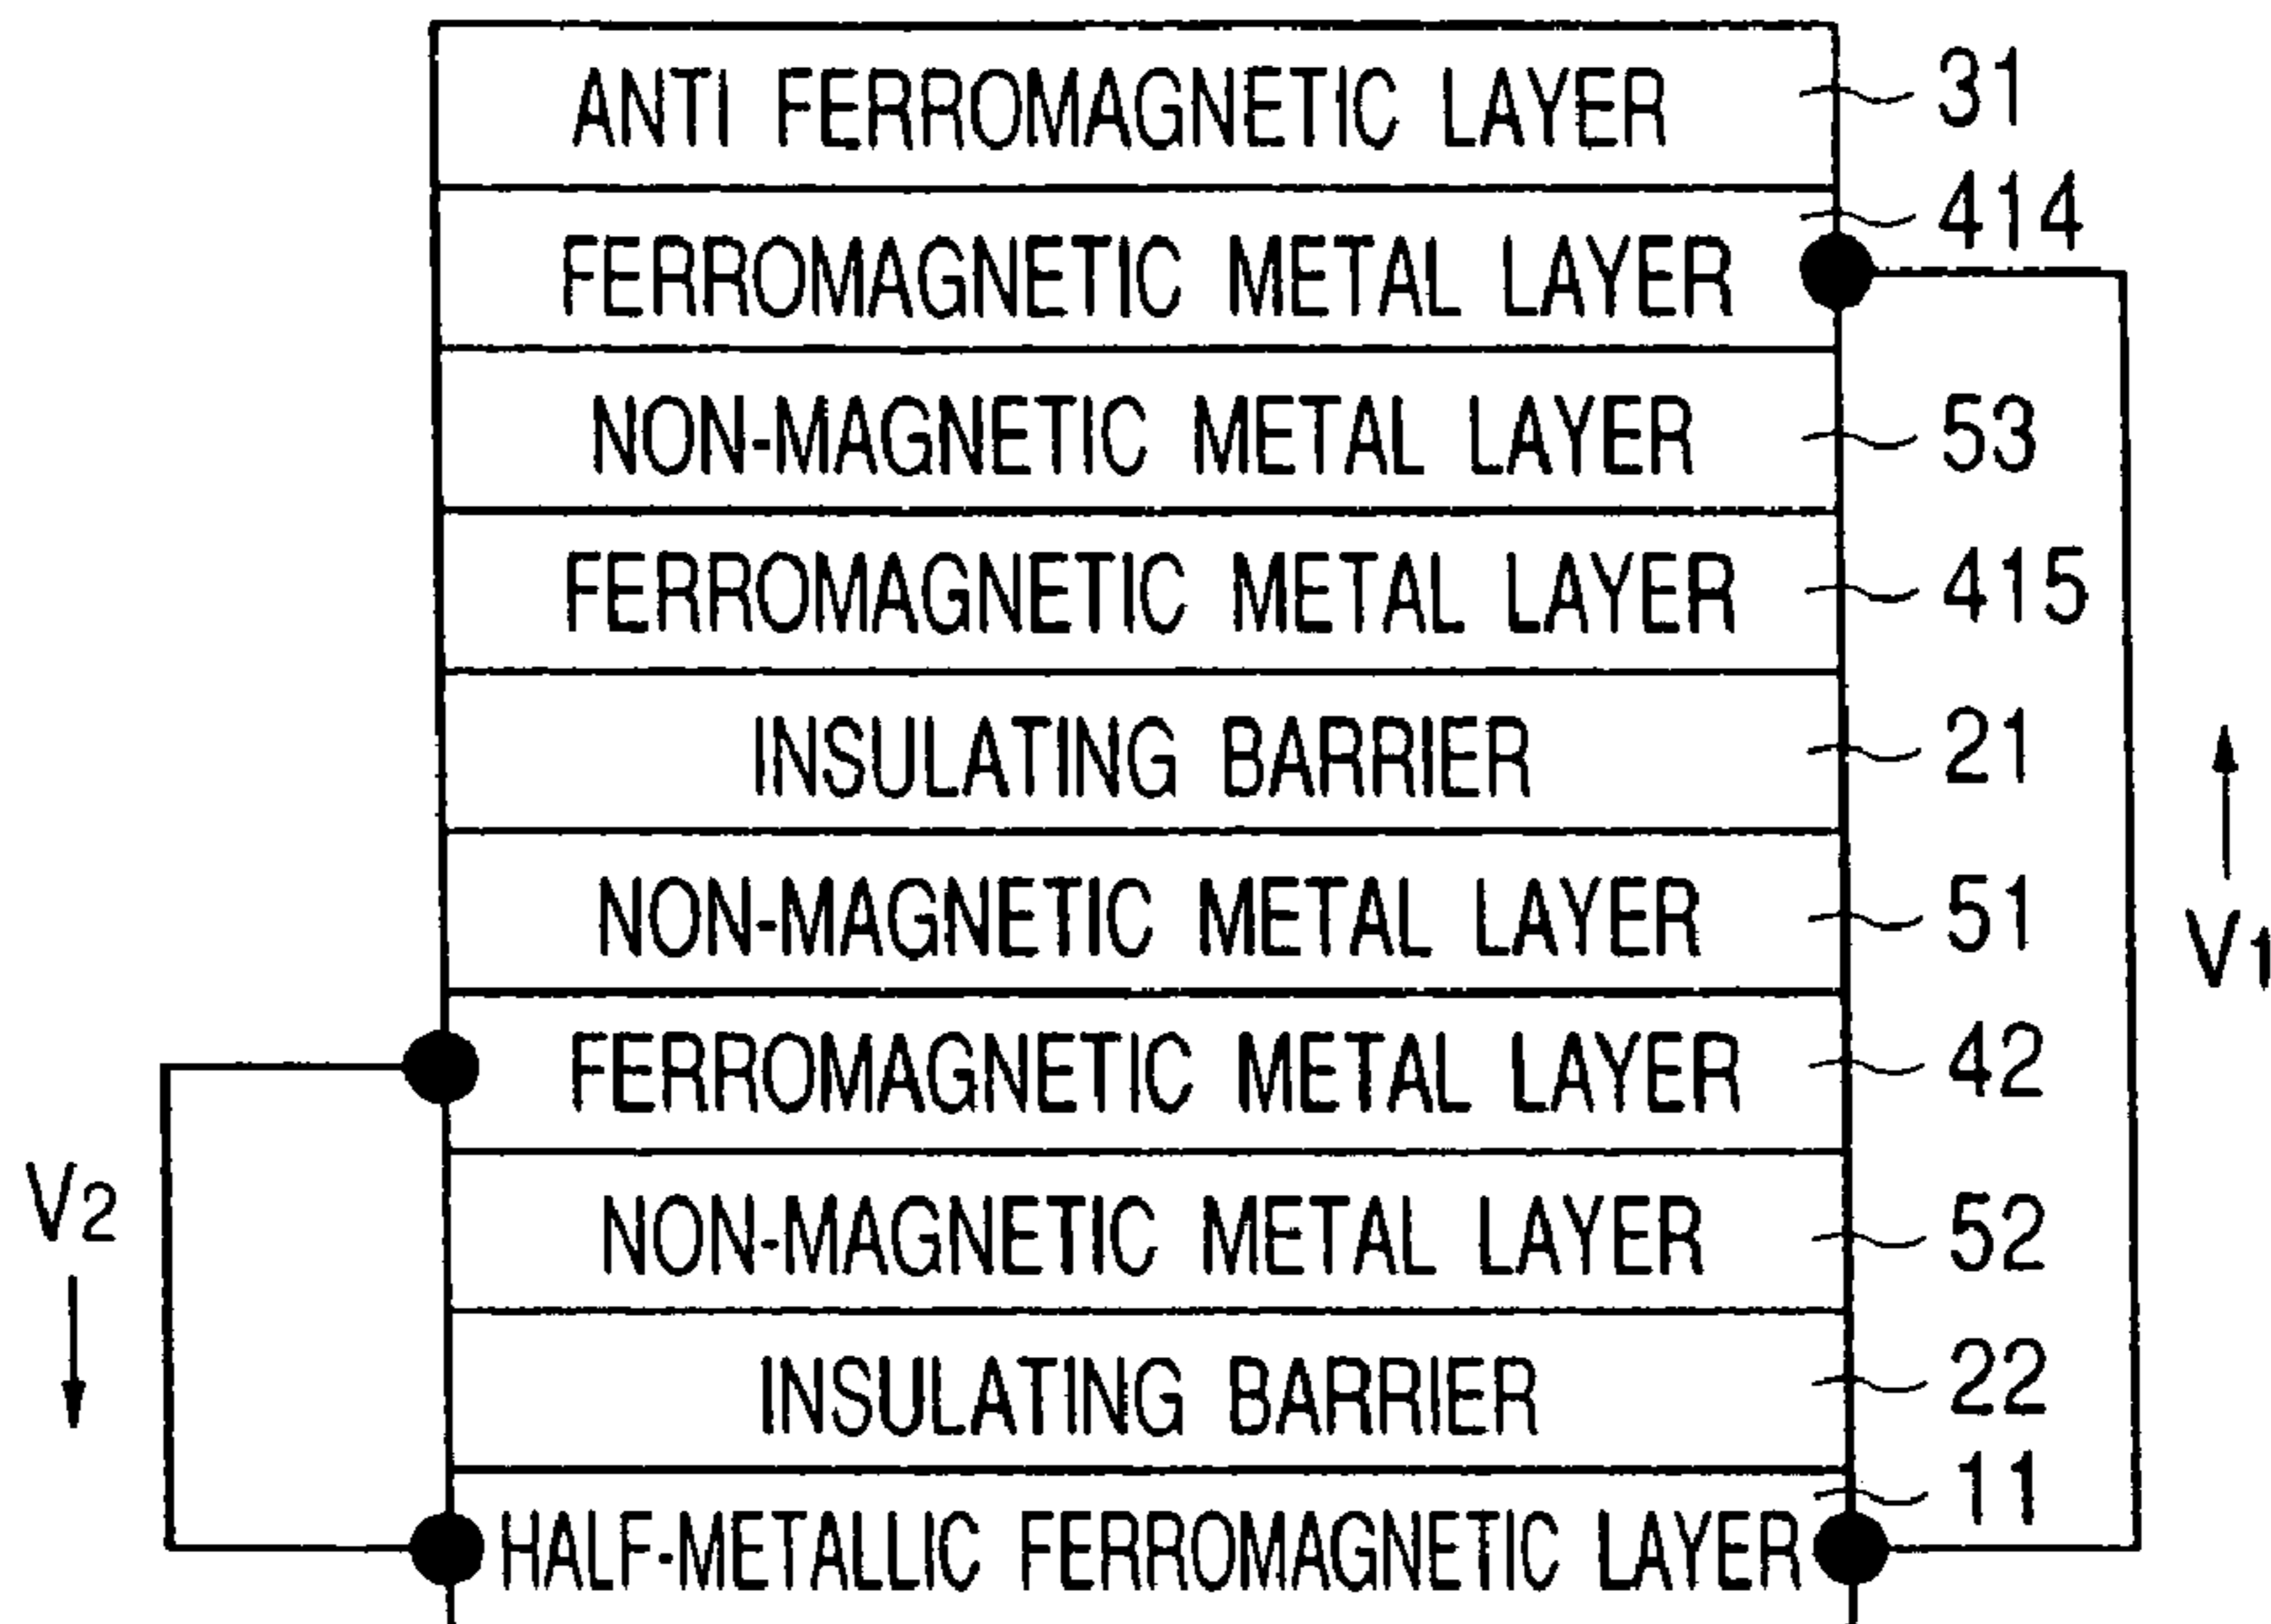 ANTI FERROMAGNETIC LAYER 31
414
FERROMAGNETIC METAL LAYER
NON-MAGNETIC METAL LAYER 53
FERROMAGNETIC METAL LAYER 415
INSULATING BARRIER 21
NON-MAGNETIC METAL LAYER 51
V1
FERROMAGNETIC METAL LAYER 42
V2
NON-MAGNETIC METAL LAYER 52
INSULATING BARRIER 22
11
HALF-METALLIC FERROMAGNETIC LAYER